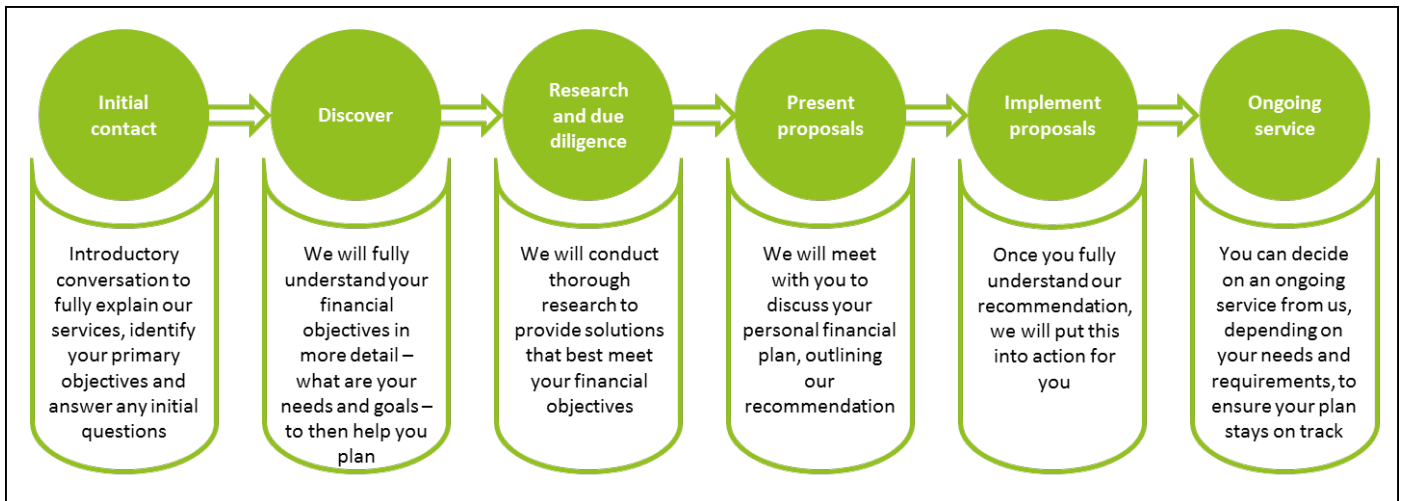 Initial
contact
Discover
Research
and due
diligence
Present
proposals
Implement
proposals
Ongoing
service
Introductory
conversation to
fully explain our
services, identify
your primary
objectives and
answer any initial
questions
We will fully
understand your
financial
objectives in
more detail –
what are your
needs and goals –
to then help you
plan
We will conduct
thorough
research to
provide solutions
that best meet
your financial
objectives
We will meet
with you to
discuss your
personal financial
plan, outlining
our
recommendation
Once you fully
understand our
recommendation,
we will put this
into action for
you
You can decide
on an ongoing
service from us,
depending on
your needs and
requirements, to
ensure your plan
stays on track